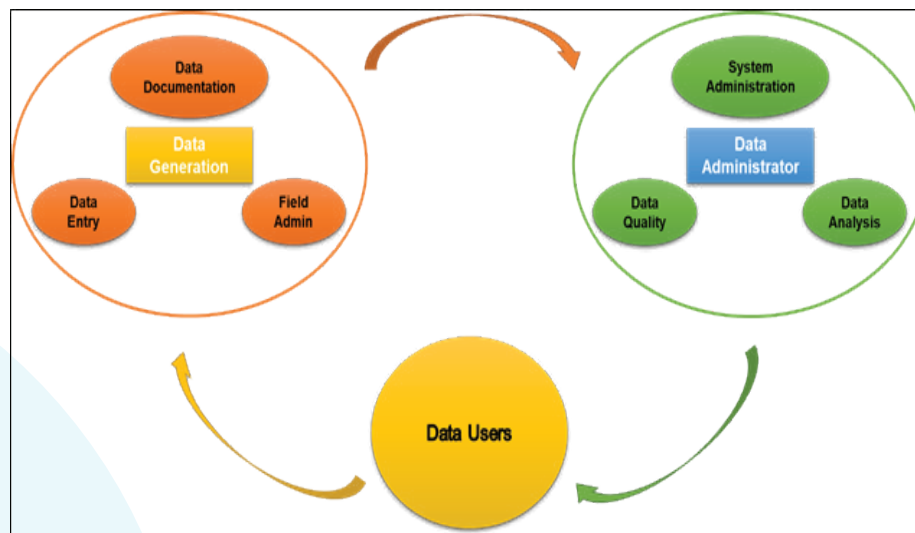 Data
Documentation
Data
Generation
Data
Entry
Field
Admin
System
Administration
Data
Administrator
Data
Quality
Data
Analysis
Data Users